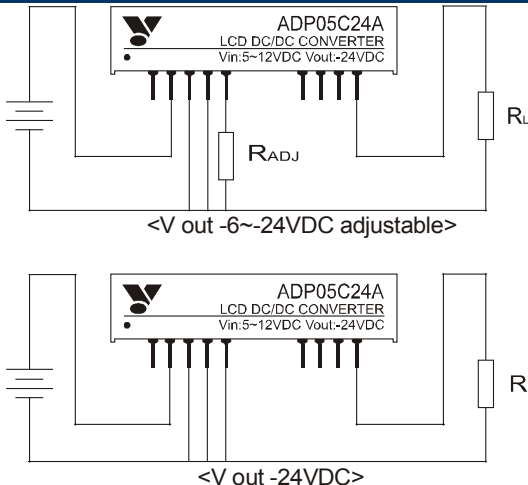 ADP05C24A
LCD DC/DC CONVERTER
Vin:5~12VDC Vout:-24VDC
RADJ
RL
<V out -6~-24VDC adjustable>
ADP05C24A
LCD DC/DC CONVERTER
Vin:5~12VDC Vout:-24VDC
R
<V out -24VDC>